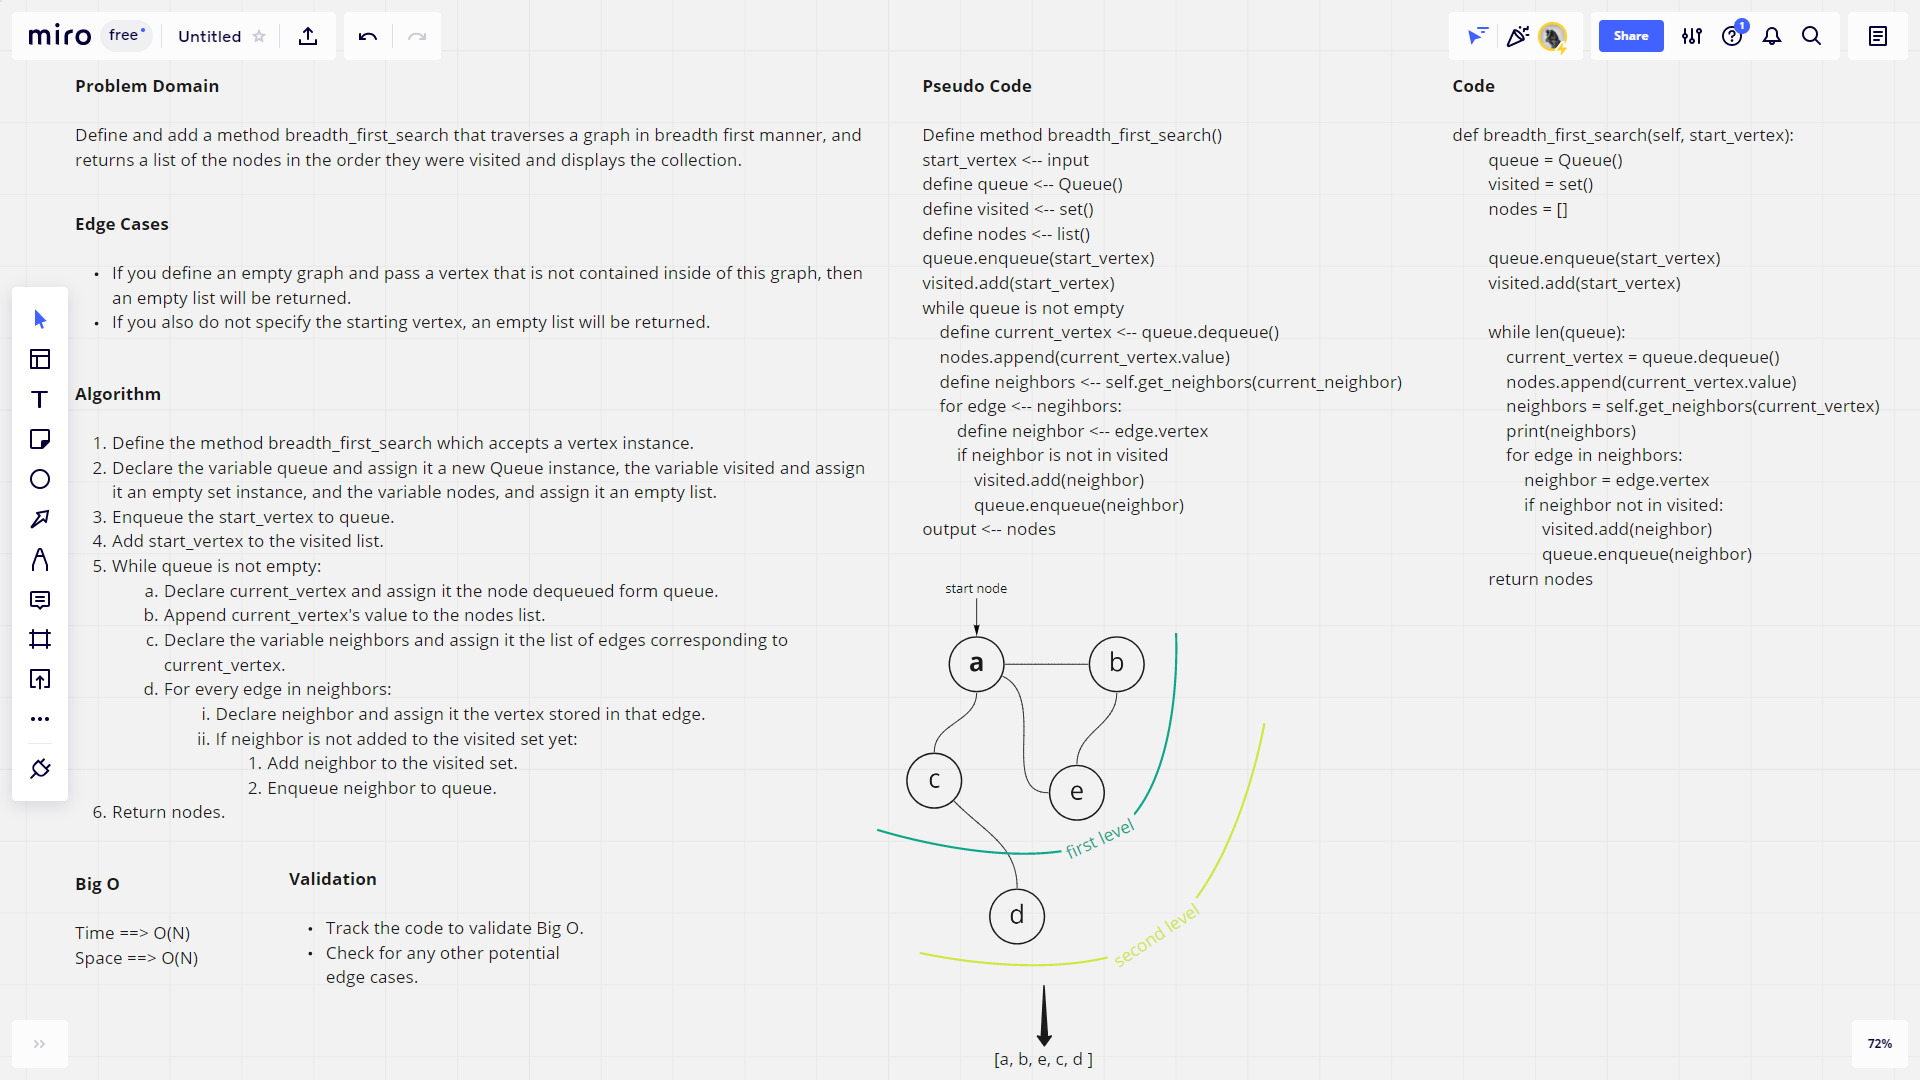 miro free Untitled
Share
1
Problem Domain
Define and add a method breadth_first_search that traverses a graph in breadth first manner, and
returns a list of the nodes in the order they were visited and displays the collection.
Edge Cases
• If you define an empty graph and pass a vertex that is not contained inside of this graph, then
an empty list will be returned.
• If you also do not specify the starting vertex, an empty list will be returned.
Algorithm
1. Define the method breadth_first_search which accepts a vertex instance.
2. Declare the variable queue and assign it a new Queue instance, the variable visited and assign
it an empty set instance, and the variable nodes, and assign it an empty list.
3. Enqueue the start_vertex to queue.
4. Add start_vertex to the visited list.
5. While queue is not empty:
a. Declare current_vertex and assign it the node dequeued form queue.
b. Append current_vertex's value to the nodes list.
c. Declare the variable neighbors and assign it the list of edges corresponding to
current_vertex.
d. For every edge in neighbors:
i. Declare neighbor and assign it the vertex stored in that edge.
ii. If neighbor is not added to the visited set yet:
1. Add neighbor to the visited set.
2. Enqueue neighbor to queue.
6. Return nodes.
Big O
Time ==> O(N)
Space ==> O(N)
Validation
• Track the code to validate Big O.
• Check for any other potential
edge cases.
Pseudo Code
Define method breadth_first_search()
start_vertex <-- input
define queue <-- Queue()
define visited <-- set()
define nodes <-- list()
queue.enqueue(start_vertex)
visited.add(start_vertex)
while queue is not empty
define current_vertex <-- queue.dequeue()
nodes.append(current_vertex.value)
define neighbors <-- self.get_neighbors(current_neighbor)
for edge <-- negihbors:
define neighbor <-- edge.vertex
if neighbor is not in visited
visited.add(neighbor)
queue.enqueue(neighbor)
output <-- nodes
start node
a
b
c
e
first level
d
second level
[a, b, e, c, d ]
Code
def breadth_first_search(self, start_vertex):
queue = Queue()
visited = set()
nodes = []
queue.enqueue(start_vertex)
visited.add(start_vertex)
while len(queue):
current_vertex = queue.dequeue()
nodes.append(current_vertex.value)
neighbors = self.get_neighbors(current_vertex)
print(neighbors)
for edge in neighbors:
neighbor = edge.vertex
if neighbor not in visited:
visited.add(neighbor)
queue.enqueue(neighbor)
return nodes
72%